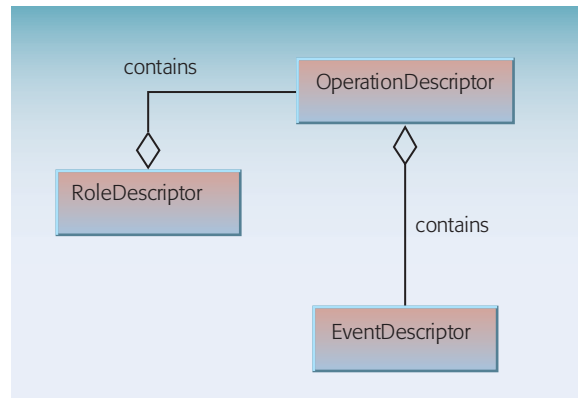 contains
OperationDescriptor
RoleDescriptor
contains
EventDescriptor